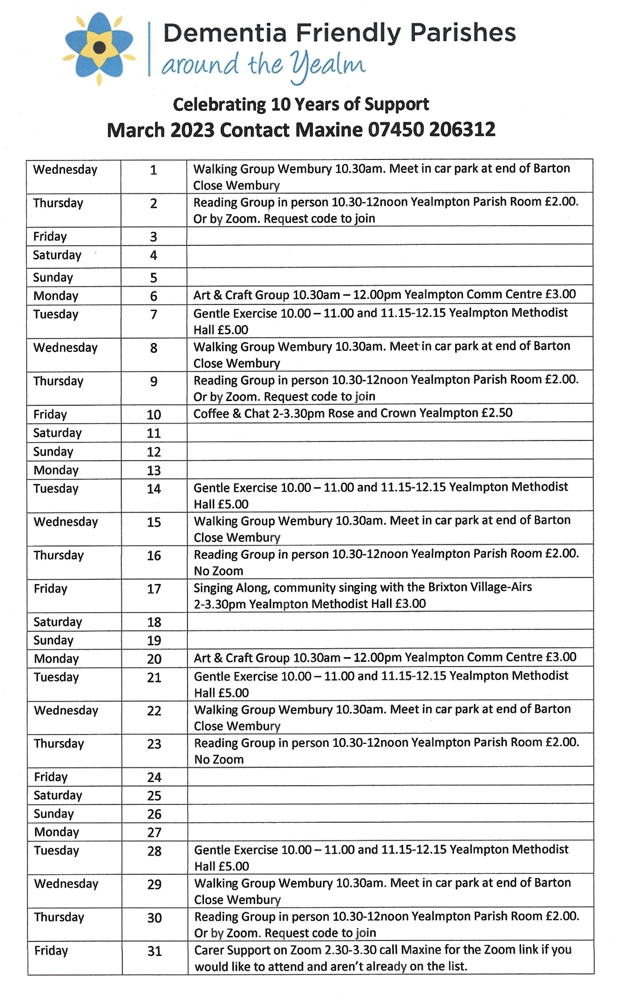 Dementia Friendly Parishes
around the Yealm
Celebrating 10 Years of Support
March 2023 Contact Maxine 07450 206312
Wednesday 1 Walking Group Wembury 10.30am. Meet in car park at end of Barton
Close Wembury
Thursday 2 Reading Group in person 10.30-12noon Yealmpton Parish Room £2.00.
Or by Zoom. Request code to join
Friday 3
Saturday 4
Sunday 5
Monday 6 Art & Craft Group 10.30am – 12.00pm Yealmpton Comm Centre £3.00
Tuesday 7 Gentle Exercise 10.00 – 11.00 and 11.15-12.15 Yealmpton Methodist
Hall £5.00
Wednesday 8 Walking Group Wembury 10.30am. Meet in car park at end of Barton
Close Wembury
Thursday 9 Reading Group in person 10.30-12noon Yealmpton Parish Room £2.00.
Or by Zoom. Request code to join
Friday 10 Coffee & Chat 2-3.30pm Rose and Crown Yealmpton £2.50
Saturday 11
Sunday 12
Monday 13
Tuesday 14 Gentle Exercise 10.00 – 11.00 and 11.15-12.15 Yealmpton Methodist
Hall £5.00
Wednesday 15 Walking Group Wembury 10.30am. Meet in car park at end of Barton
Close Wembury
Thursday 16 Reading Group in person 10.30-12noon Yealmpton Parish Room £2.00.
No Zoom
Friday 17 Singing Along, community singing with the Brixton Village-Airs
2-3.30pm Yealmpton Methodist Hall £3.00
Saturday 18
Sunday 19
Monday 20 Art & Craft Group 10.30am – 12.00pm Yealmpton Comm Centre £3.00
Tuesday 21 Gentle Exercise 10.00 – 11.00 and 11.15-12.15 Yealmpton Methodist
Hall £5.00
Wednesday 22 Walking Group Wembury 10.30am. Meet in car park at end of Barton
Close Wembury
Thursday 23 Reading Group in person 10.30-12noon Yealmpton Parish Room £2.00.
No Zoom
Friday 24
Saturday 25
Sunday 26
Monday 27
Tuesday 28 Gentle Exercise 10.00 – 11.00 and 11.15-12.15 Yealmpton Methodist
Hall £5.00
Wednesday 29 Walking Group Wembury 10.30am. Meet in car park at end of Barton
Close Wembury
Thursday 30 Reading Group in person 10.30-12noon Yealmpton Parish Room £2.00.
Or by Zoom. Request code to join
Friday 31 Carer Support on Zoom 2.30-3.30 call Maxine for the Zoom link if you
would like to attend and aren't already on the list.